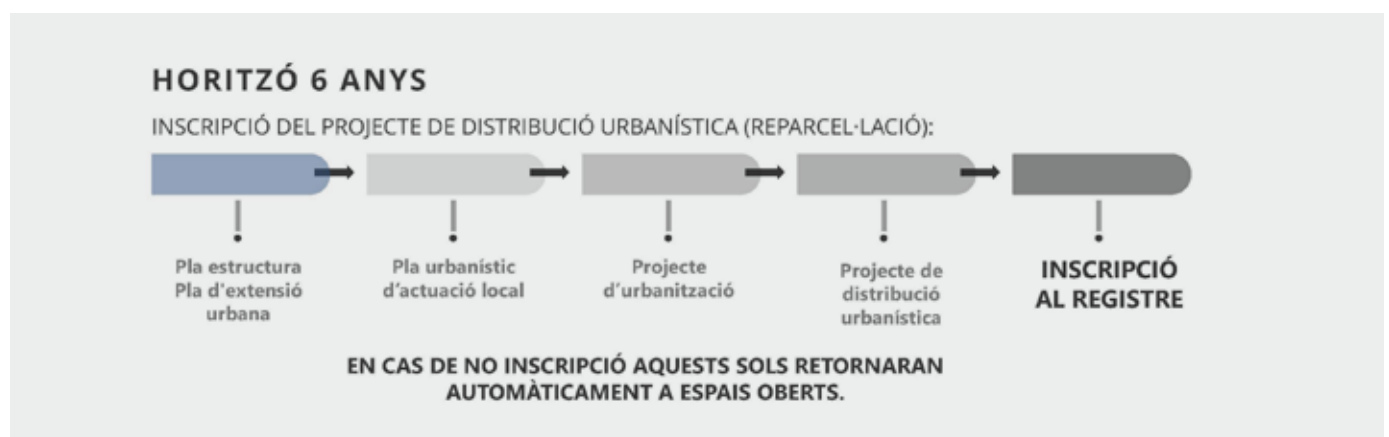 HORITZÓ 6 ANYS
INSCRIPCIÓ DEL PROJECTE DE DISTRIBUCIÓ URBANÍSTICA (REPARCEL·LACIÓ):
Pla estructura
Pla d'extensió
urbana
Pla urbanístic
d'actuació local
Projecte
d'urbanització
Projecte de
distribució
urbanística
INSCRIPCIÓ
AL REGISTRE
EN CAS DE NO INSCRIPCIÓ AQUESTS SOLS RETORNARAN
AUTOMÀTICAMENT A ESPAIS OBERTS.